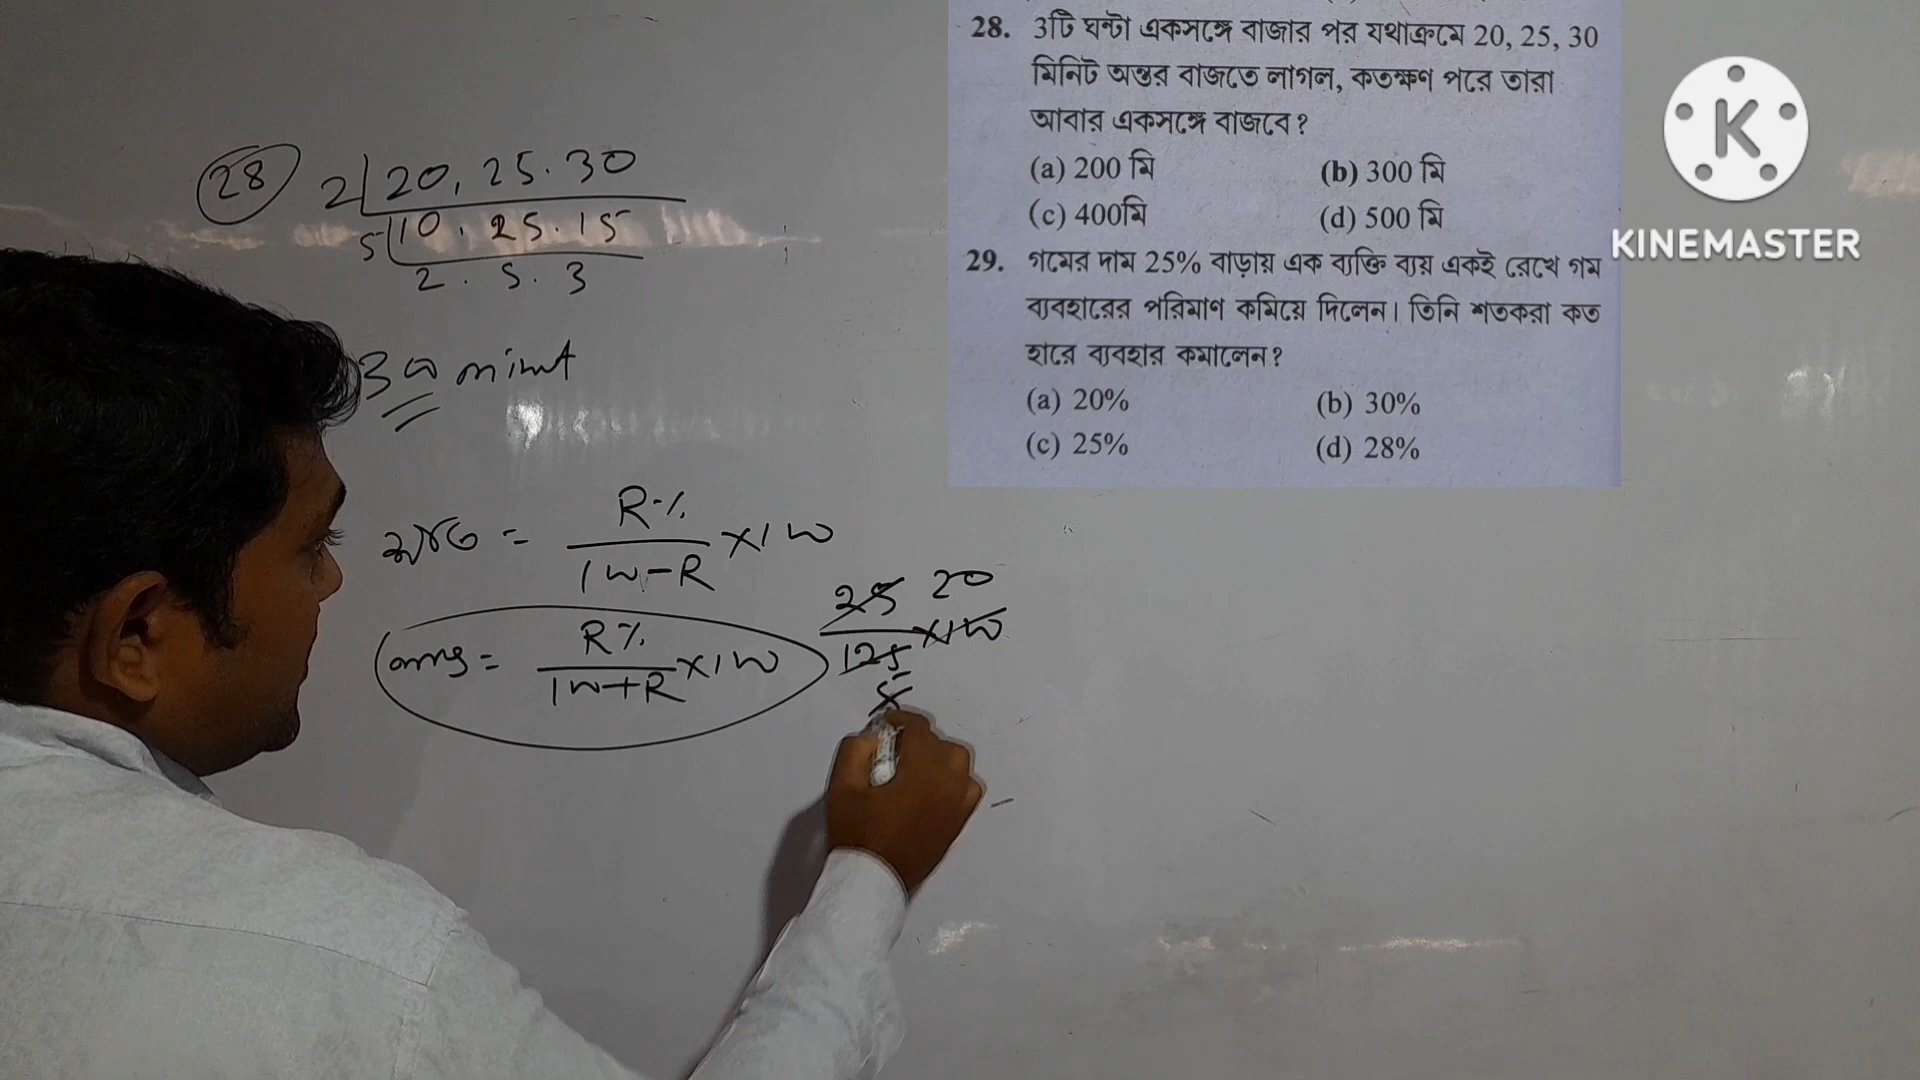 28. 3টি ঘন্টা একসঙ্গে বাজার পর যথাক্রমে 20, 25, 30
মিনিট অন্তর বাজতে লাগল, কতক্ষণ পরে তারা
আবার একসঙ্গে বাজবে?
(a) 200 মি (b) 300 মি
(c) 400মি (d) 500 মি
29. গমের দাম 25% বাড়ায় এক ব্যক্তি ব্যয় একই রেখে গম
ব্যবহারের পরিমাণ কমিয়ে দিলেন। তিনি শতকরা কত
হারে ব্যবহার কমালেন?
(a) 20% (b) 30%
(c) 25% (d) 28%
KINEMASTER
28 2 20, 25. 30
5 10. 25. 15
2. 5. 3
300 minut
= R% / 100-R ×100
= R% / 100+R ×100
25 20
125 ×100
5